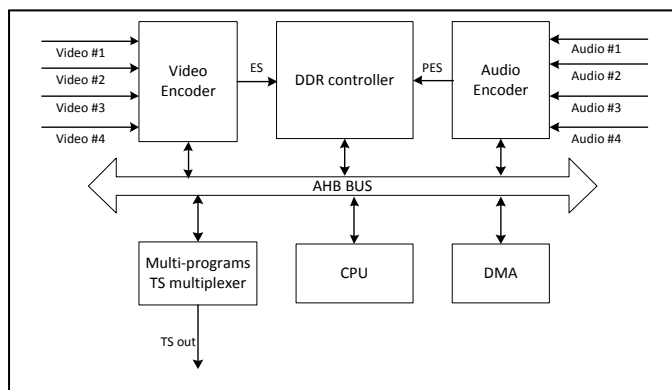 Video #1
Video #2
Video #3
Video #4
Video
Encoder
ES
DDR controller
PES
Audio
Encoder
Audio #1
Audio #2
Audio #3
Audio #4
AHB BUS
Multi-programs
TS multiplexer
CPU
DMA
TS out